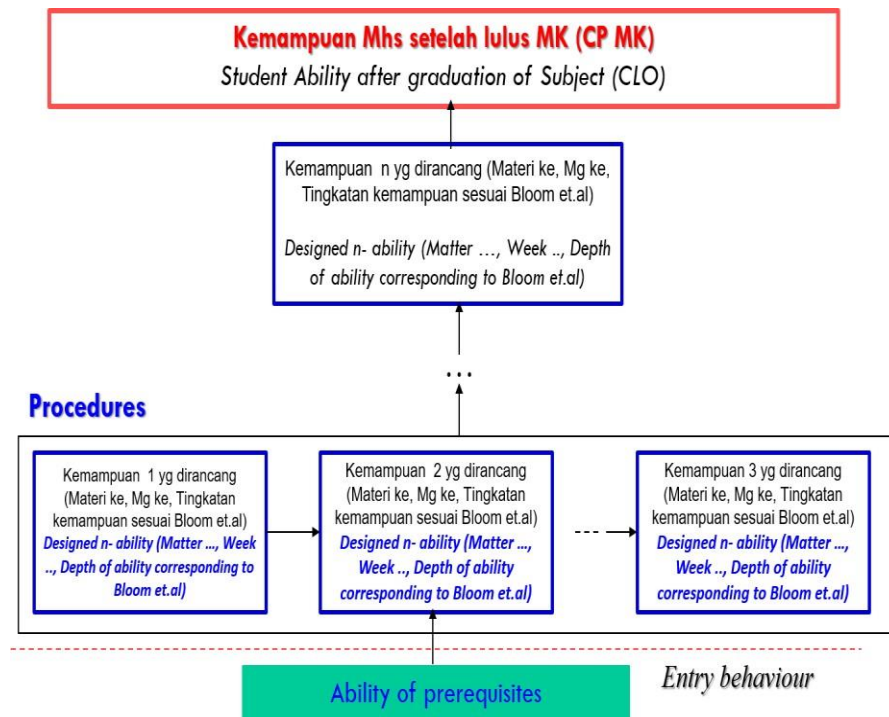 Kemampuan Mhs setelah lulus MK (CP MK)
Student Ability after graduation of Subject (CLO)
Kemampuan n yg dirancang (Materi ke, Mg ke,
Tingkatan kemampuan sesuai Bloom et.al)
Designed n- ability (Matter ..., Week .., Depth
of ability corresponding to Bloom et.al)
...
Procedures
Kemampuan 1 yg dirancang
(Materi ke, Mg ke, Tingkatan
kemampuan sesuai Bloom et.al)
Designed n- ability (Matter ..., Week
.., Depth of ability corresponding to
Bloom et.al)
Kemampuan 2 yg dirancang
(Materi ke, Mg ke, Tingkatan
kemampuan sesuai Bloom et.al)
Designed n- ability (Matter ...,
Week .., Depth of ability
corresponding to Bloom et.al)
Kemampuan 3 yg dirancang
(Materi ke, Mg ke, Tingkatan
kemampuan sesuai Bloom et.al)
Designed n- ability (Matter ...,
Week .., Depth of ability
corresponding to Bloom et.al)
Ability of prerequisites
Entry behaviour